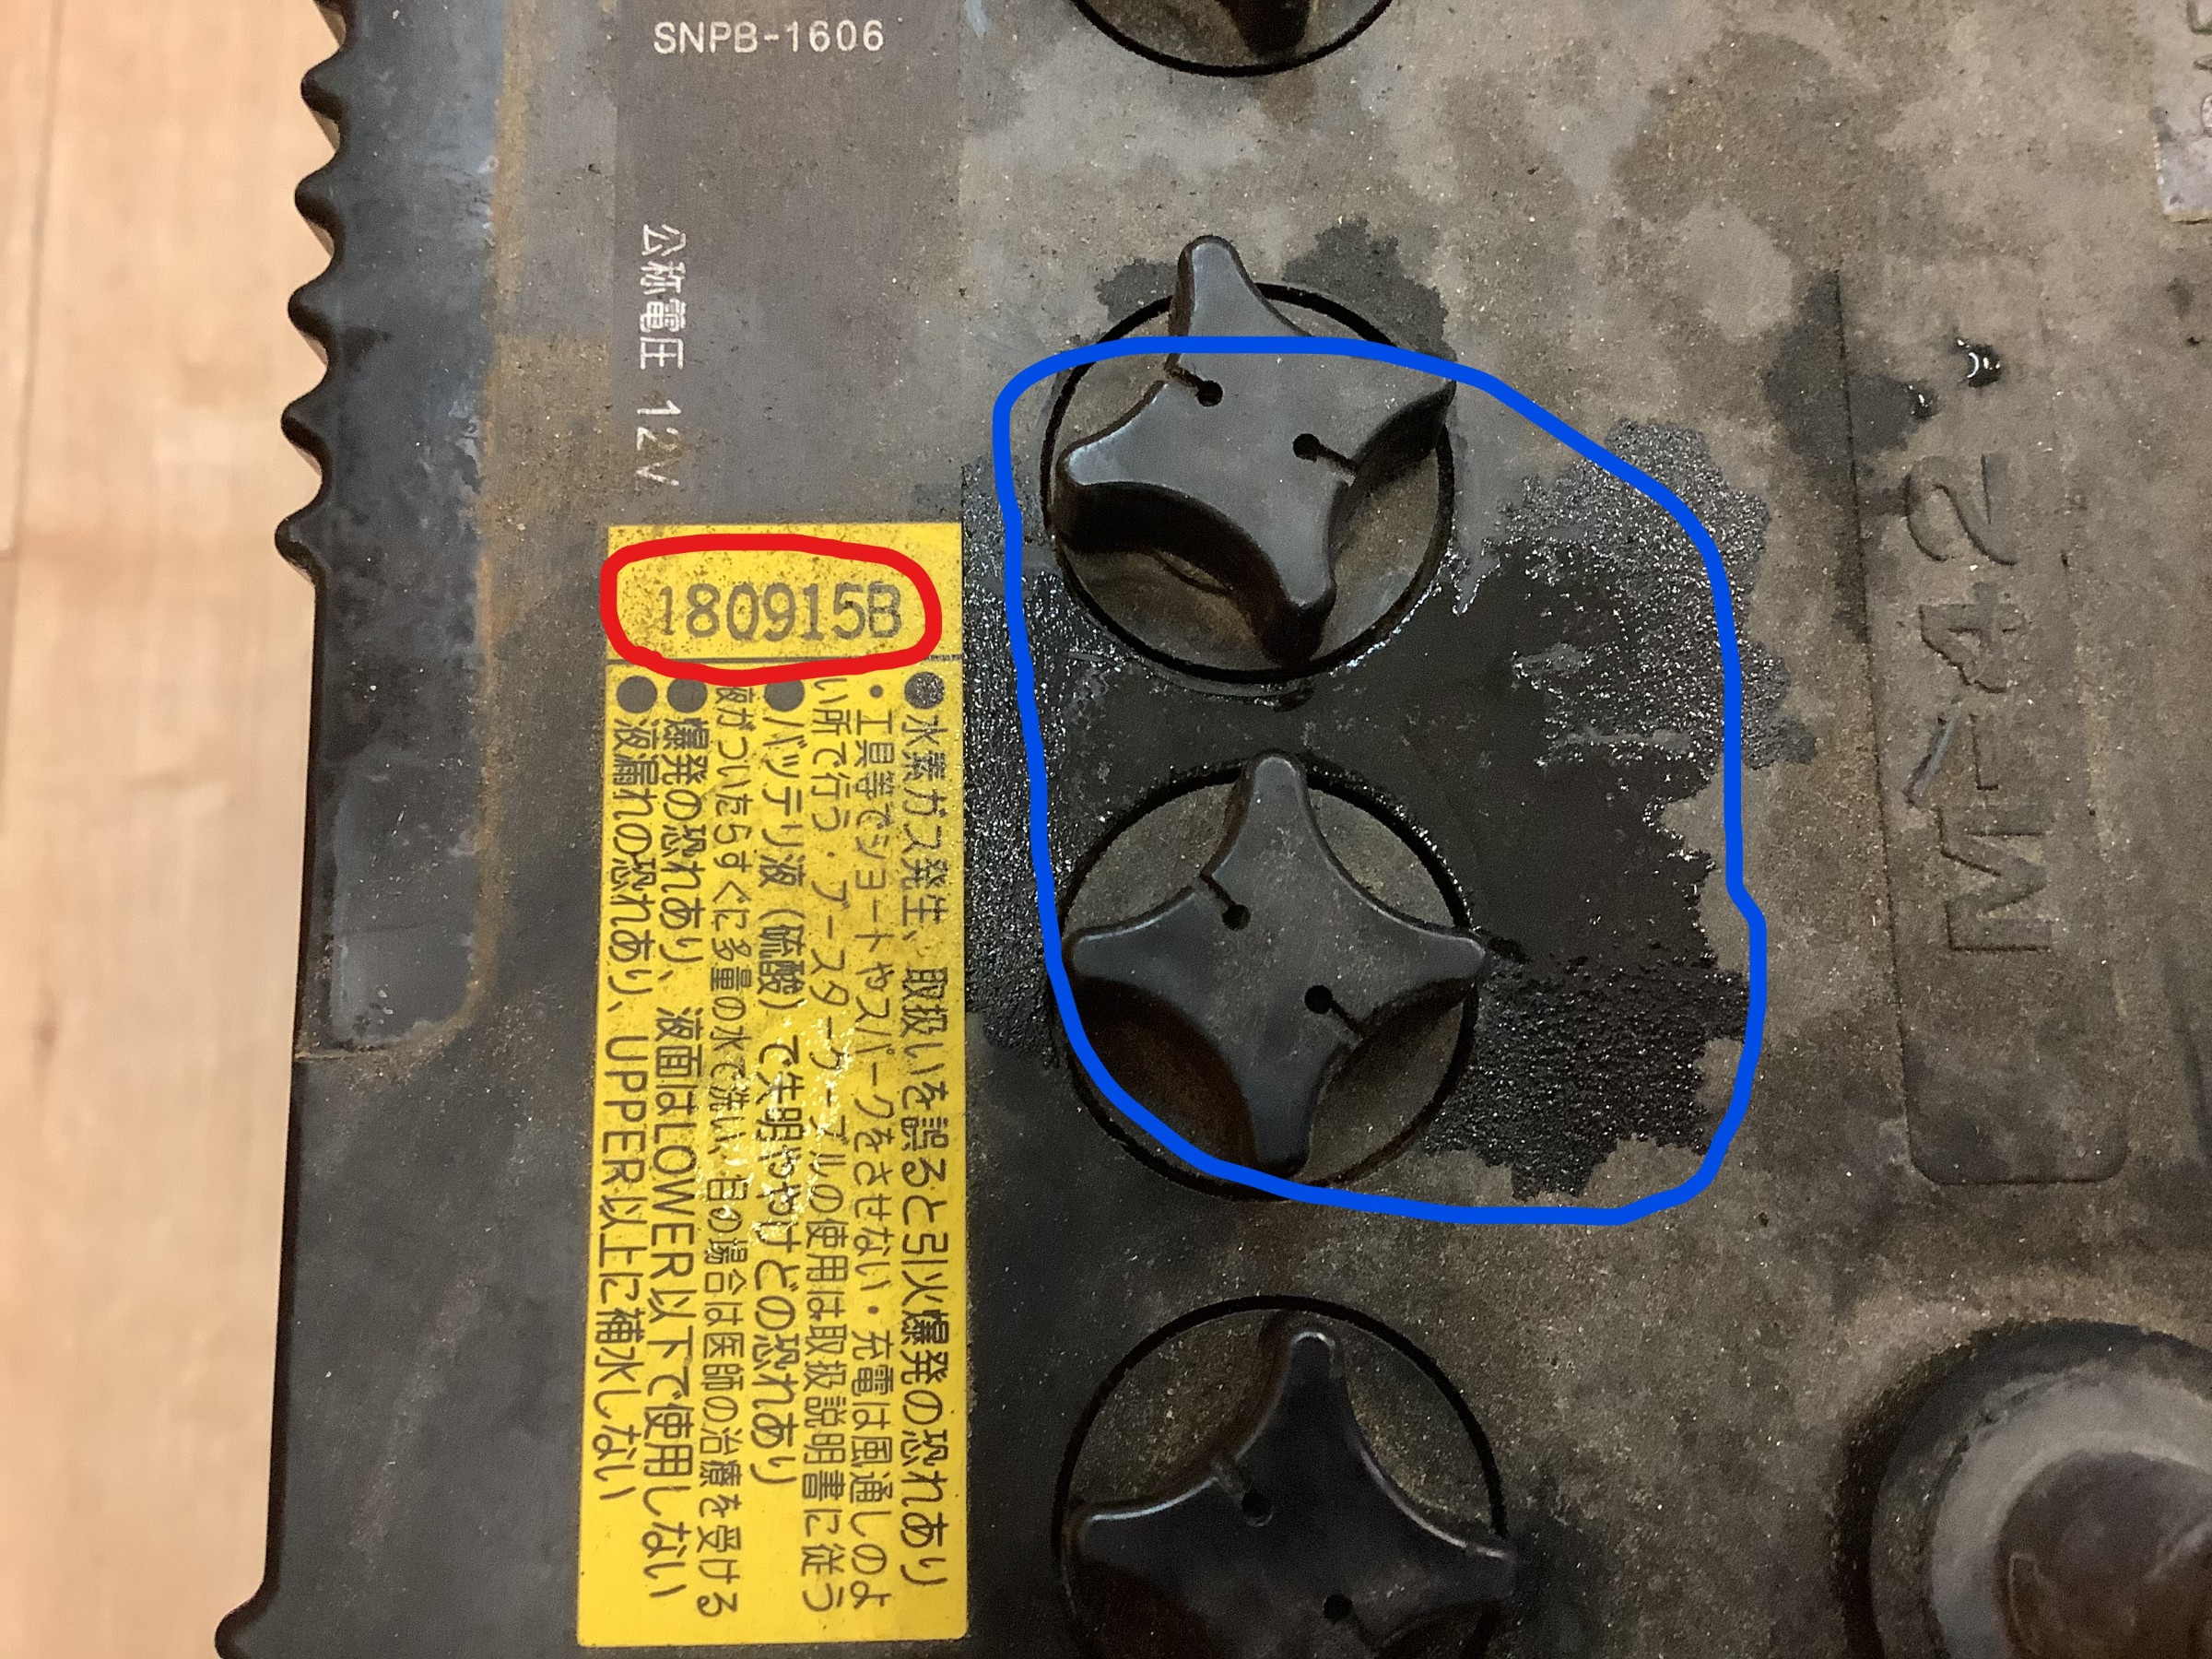 SNPB-1606
公称電圧 12V
180915B
●水素ガス発生、取扱いを誤ると引火爆発の恐れあり
・工具等でショートやスパークをさせない・充電は風通しのよ
い所で行う・ブースターケーブルの使用は取扱説明書に従う
●バッテリ液(硫酸)で失明ややけどの恐れあり
液がついたらすぐに多量の水で洗い、目の場合は医師の治療を受ける
●爆発の恐れあり、液面はLOWER以下で使用しない
●液漏れの恐れあり、UPPER以上に補水しない
MF42